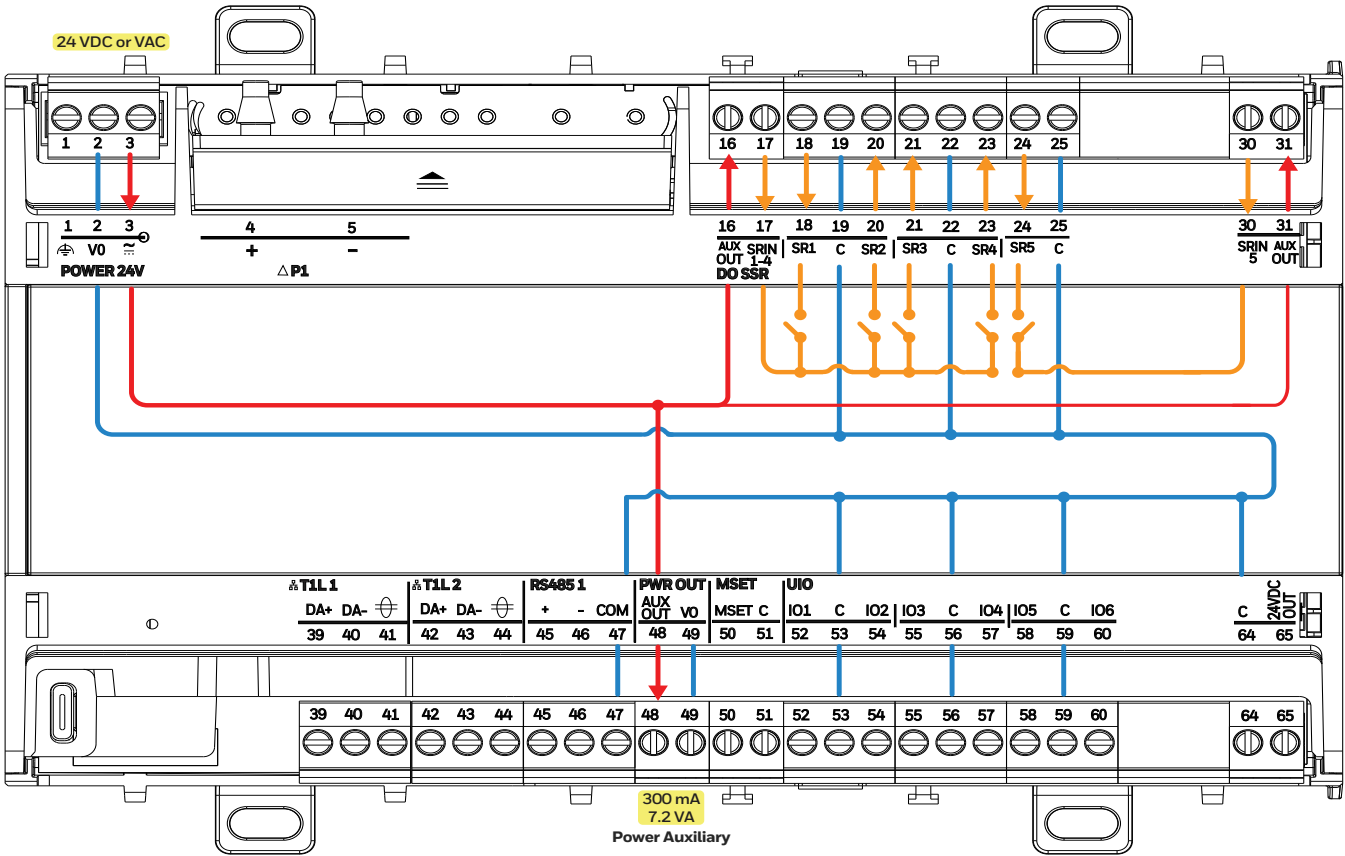 24 VDC or VAC
1 2 3
16 17 18 19 20 21 22 23 24 25 30 31
1 2 3
V0
POWER 24V
4 5
+ −
△P1
16 17 18 19 20 21 22 23 24 25 30 31
AUX OUT
SRIN 1-4
SR1 C SR2 SR3 C SR4 SR5 C
SRIN 5
AUX OUT
DO SSR
T1L 1
DA+ DA-
39 40 41
T1L 2
DA+ DA-
42 43 44
RS485 1
+ - COM
45 46 47
PWR OUT
AUX OUT
V0
48 49
MSET
MSET C
50 51
UIO
IO1 C IO2 IO3 C IO4 IO5 C IO6
52 53 54 55 56 57 58 59 60
C
24VDC OUT
64 65
39 40 41 42 43 44 45 46 47 48 49 50 51 52 53 54 55 56 57 58 59 60 64 65
300 mA
7.2 VA
Power Auxiliary